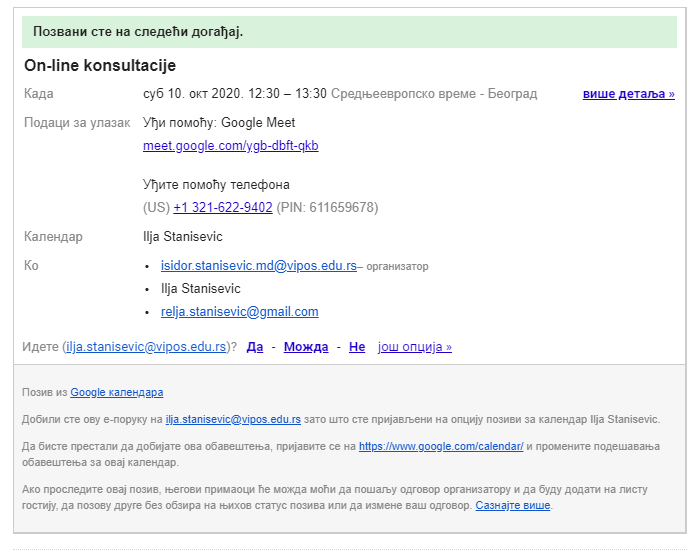 Позвани сте на следећи догађај.
On-line konsultacije
Када суб 10. окт 2020. 12:30 – 13:30 Средњеевропско време - Београд више детаља »
Подаци за улазак Уђи помоћу: Google Meet
meet.google.com/ygb-dbft-qkb
Уђите помоћу телефона
(US) +1 321-622-9402 (PIN: 611659678)
Календар Ilja Stanisevic
Ко • isidor.stanisevic.md@vipos.edu.rs– организатор
• Ilja Stanisevic
• relja.stanisevic@gmail.com
Идете (ilja.stanisevic@vipos.edu.rs)? Да - Можда - Не још опција »
Позив из Google календара
Добили сте ову е-поруку на ilja.stanisevic@vipos.edu.rs зато што сте пријављени на опцију позиви за календар Ilja Stanisevic.
Да бисте престали да добијате ова обавештења, пријавите се на https://www.google.com/calendar/ и промените подешавања
обавештења за овај календар.
Ако проследите овај позив, његови примаоци ће можда моћи да пошаљу одговор организатору и да буду додати на листу
гостију, да позову друге без обзира на њихов статус позива или да измене ваш одговор. Сазнајте више.